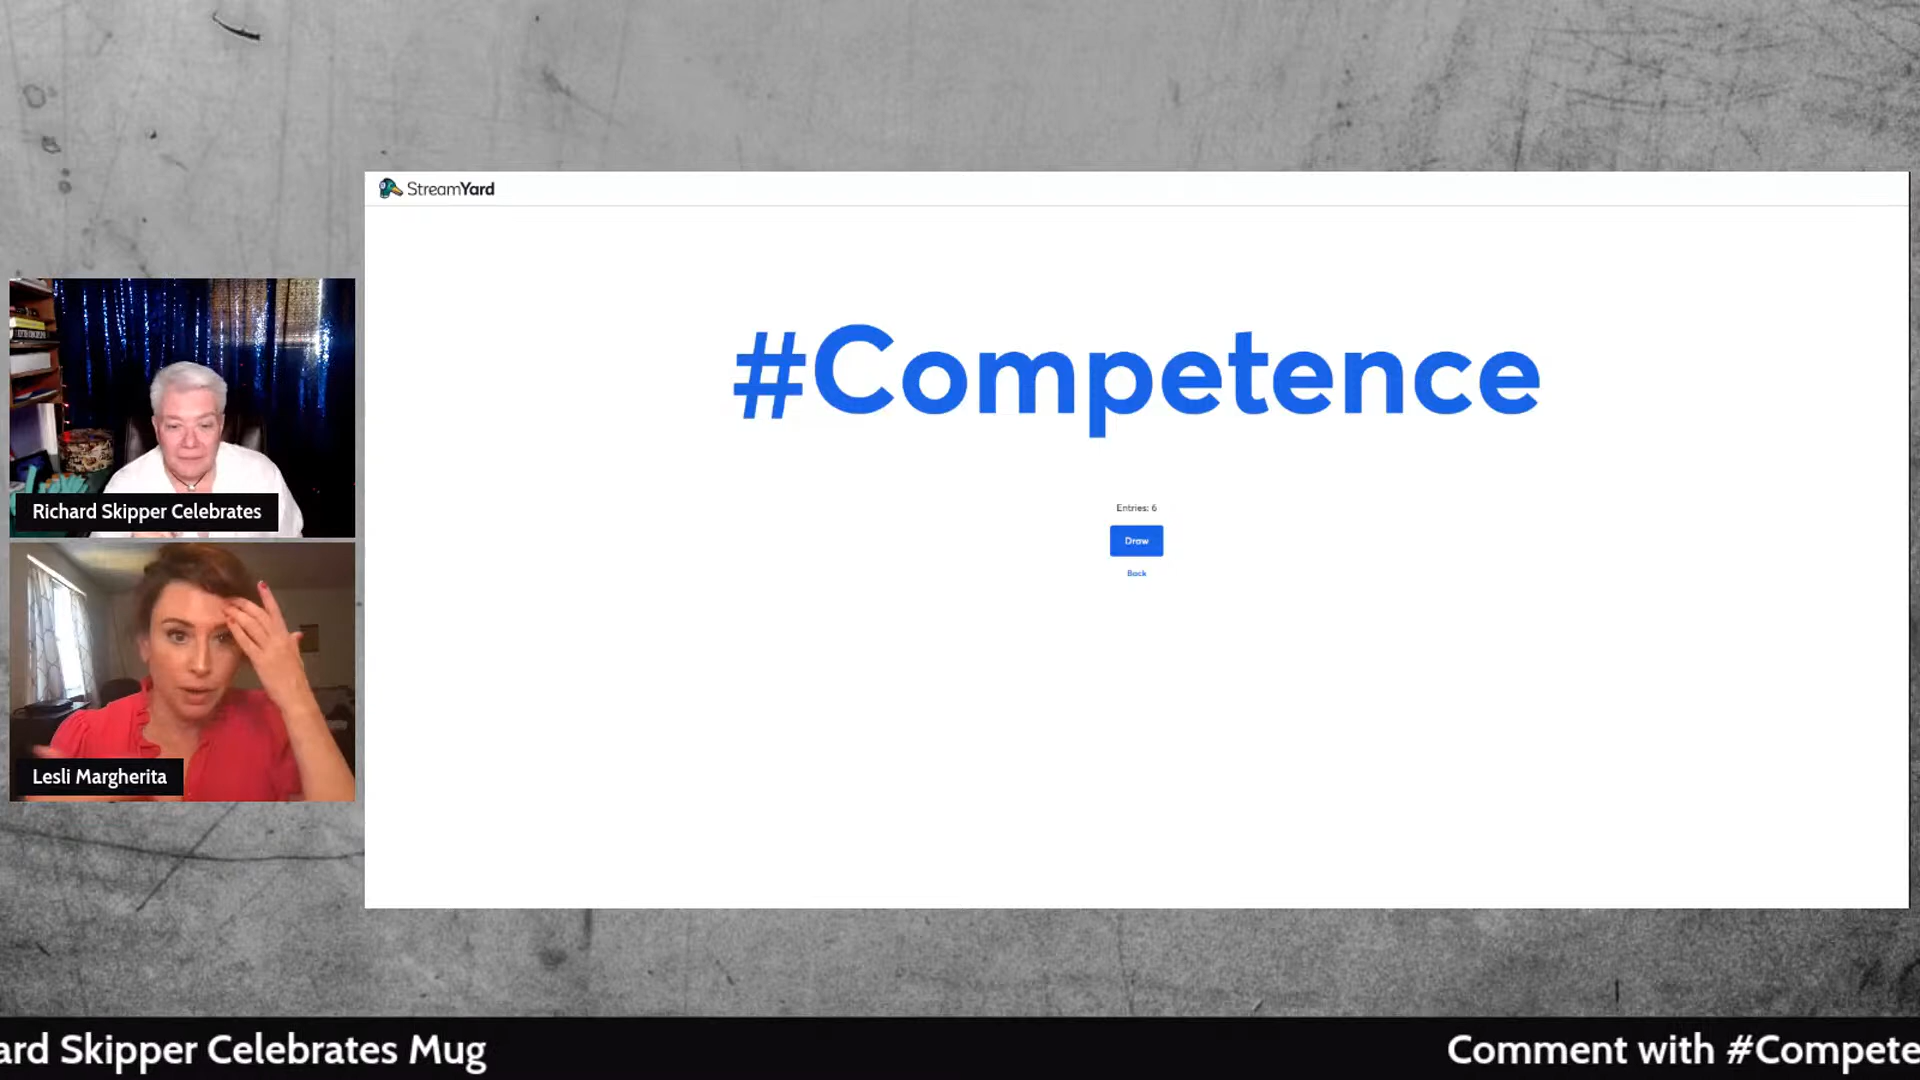 StreamYard
#Competence
Entries: 6
Draw
Back
Richard Skipper Celebrates
Lesli Margherita
ard Skipper Celebrates Mug
Comment with #Compete